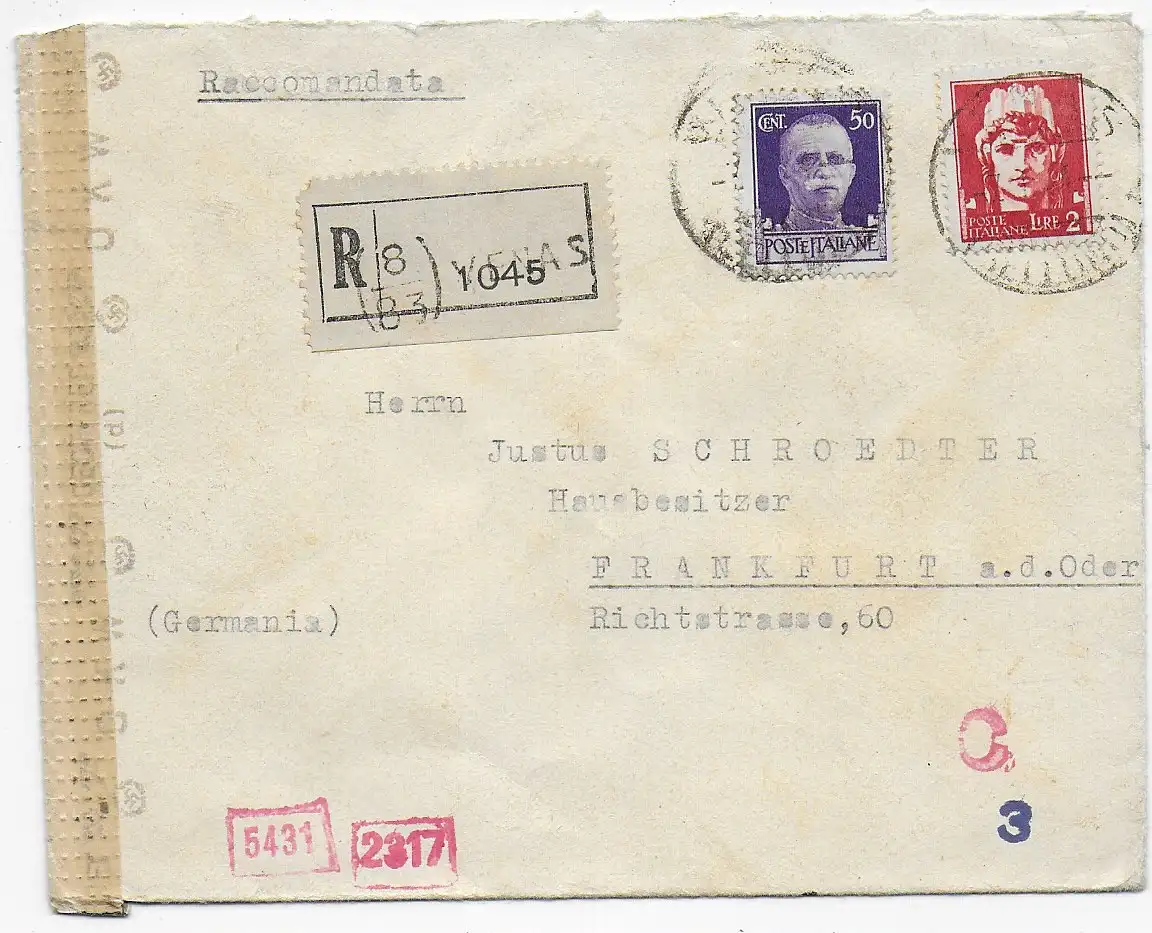 Raccomandata
CENT. 50
POSTE ITALIANE
POSTE
ITALIANE LIRE 2
R 8 VENAS
83 1045
Herrn
Justus SCHROEDTER
Hausbesitzer
FRANKFURT a.d.Oder
(Germania)
Richtstrasse,60
(d)
C.
3
5431
2317